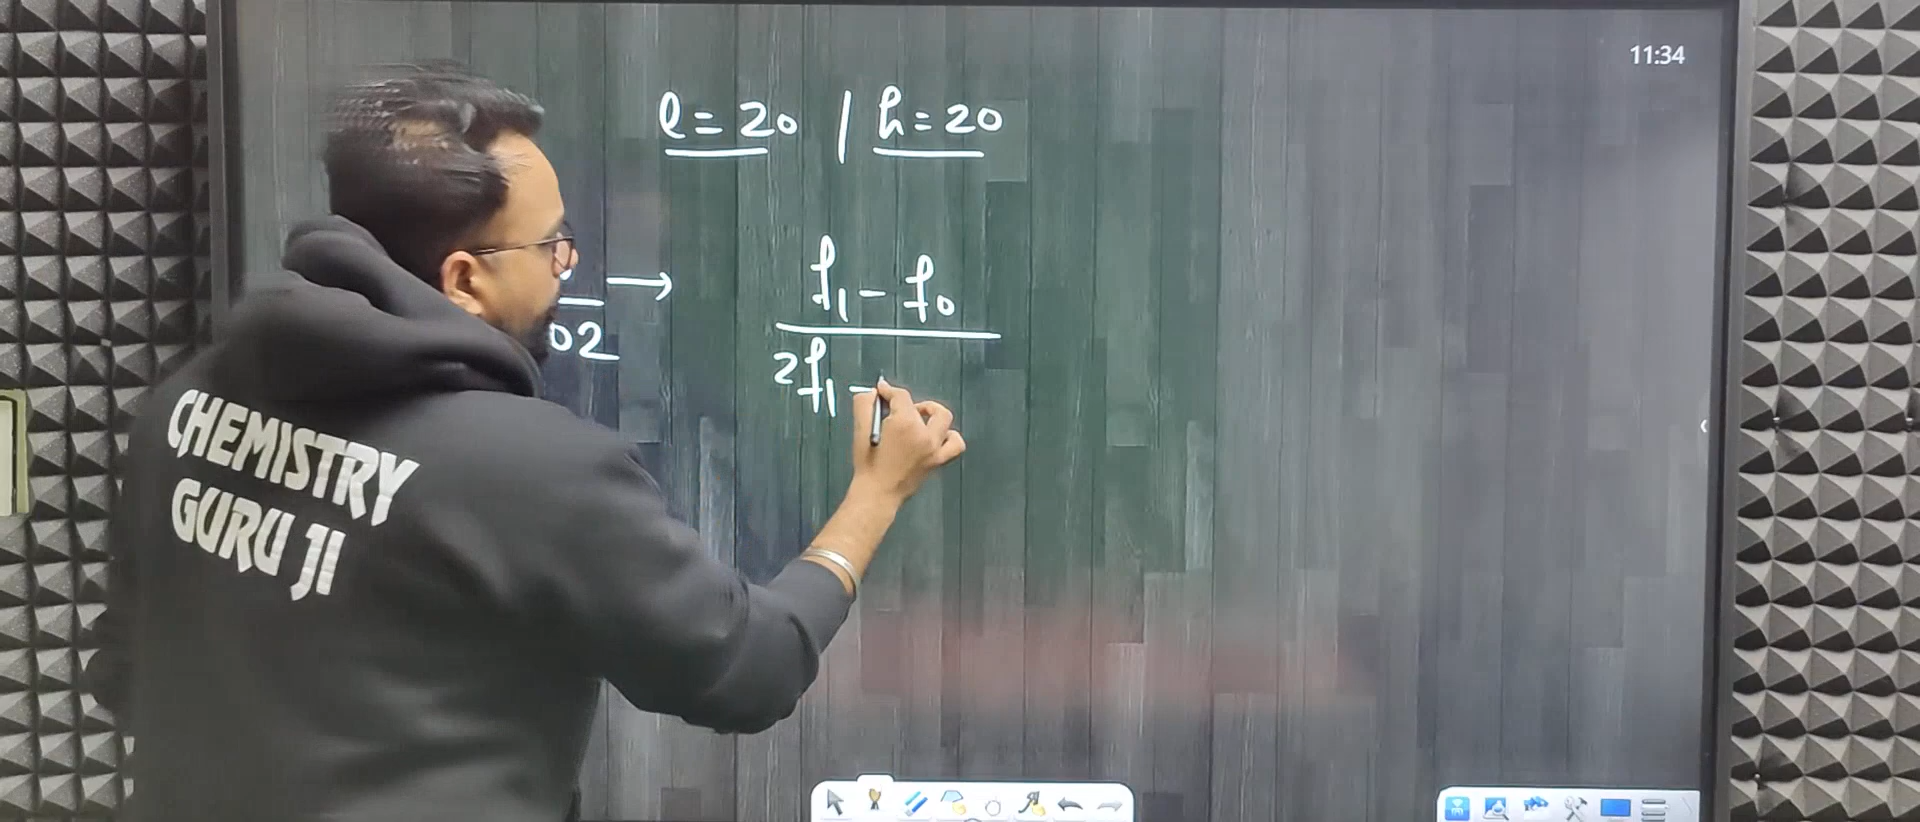 11:34
l = 20 / h = 20
f₁ - f₀
02
2f₁ -
CHEMISTRY
GURU JI